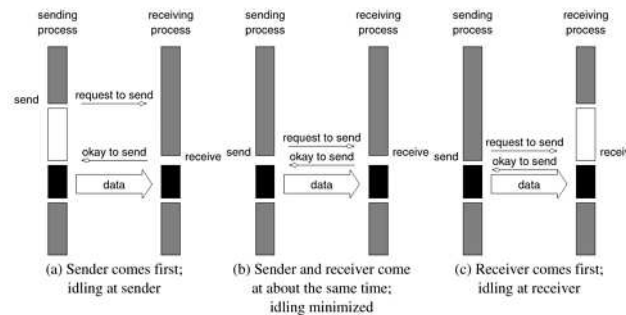 sending
process
receiving
process
send
request to send
okay to send
receive
data
(a) Sender comes first;
idling at sender
sending
process
receiving
process
request to send
send
okay to send
receive
data
(b) Sender and receiver come
at about the same time;
idling minimized
sending
process
receiving
process
request to send
send
okay to send
receive
data
(c) Receiver comes first;
idling at receiver